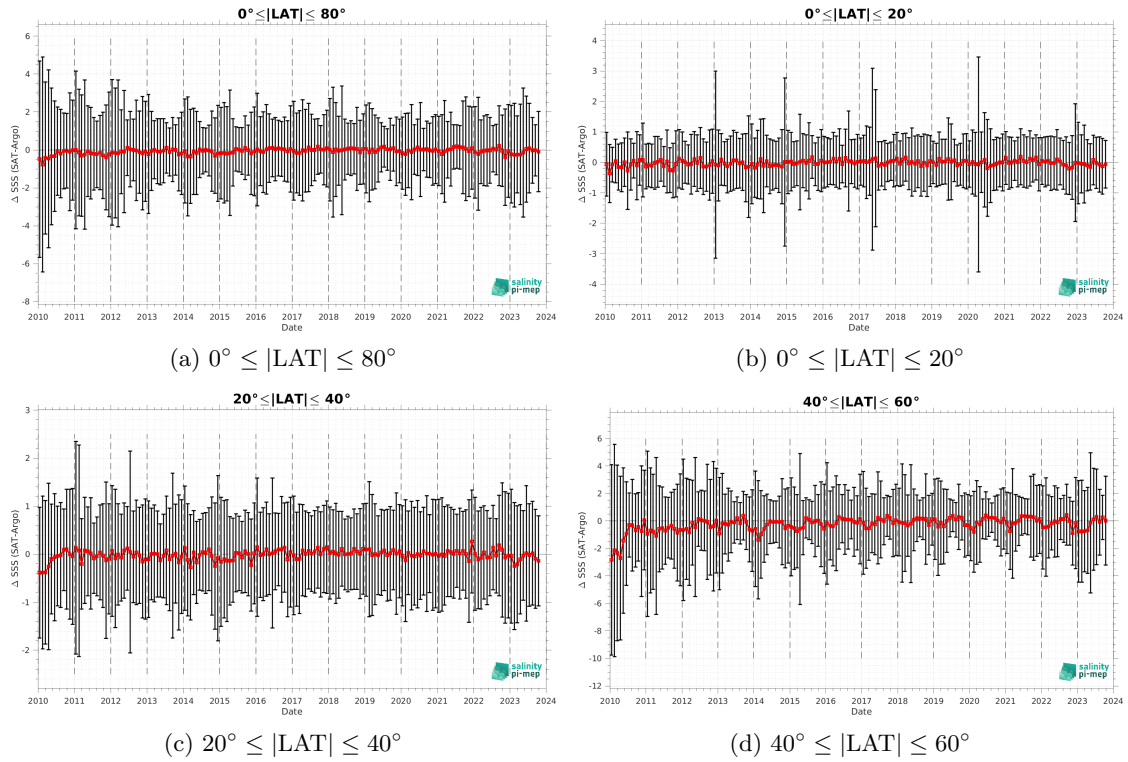 0°≤|LAT|≤ 80°
6
4
2
0
-2
-4
-6
-8
Δ SSS (SAT-Argo)
2010 2011 2012 2013 2014 2015 2016 2017 2018 2019 2020 2021 2022 2023 2024
Date
salinity
pi-mep
(a) 0° ≤ |LAT| ≤ 80°
0°≤|LAT|≤ 20°
4
3
2
1
0
-1
-2
-3
-4
Δ SSS (SAT-Argo)
2010 2011 2012 2013 2014 2015 2016 2017 2018 2019 2020 2021 2022 2023 2024
Date
salinity
pi-mep
(b) 0° ≤ |LAT| ≤ 20°
20°≤|LAT|≤ 40°
3
2
1
0
-1
-2
Δ SSS (SAT-Argo)
2010 2011 2012 2013 2014 2015 2016 2017 2018 2019 2020 2021 2022 2023 2024
Date
salinity
pi-mep
(c) 20° ≤ |LAT| ≤ 40°
40°≤|LAT|≤ 60°
6
4
2
0
-2
-4
-6
-8
-10
-12
Δ SSS (SAT-Argo)
2010 2011 2012 2013 2014 2015 2016 2017 2018 2019 2020 2021 2022 2023 2024
Date
salinity
pi-mep
(d) 40° ≤ |LAT| ≤ 60°